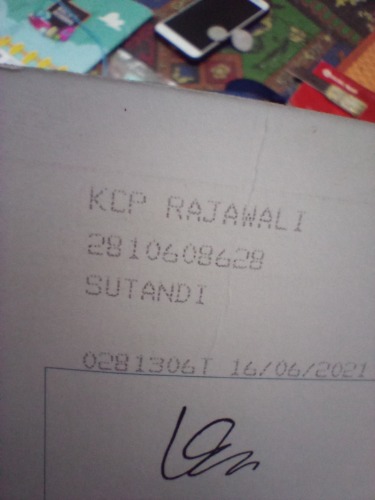 KCP RAJAWALI
2810608628
SUTANDI
0281306T 16/06/2021